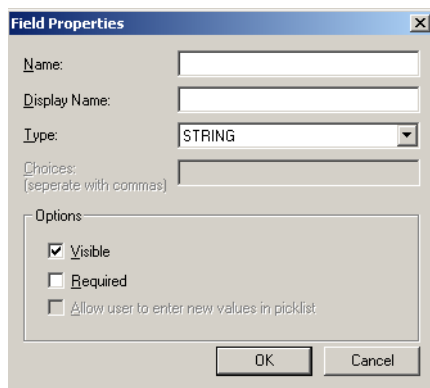 Field Properties
Name:
Display Name:
Type: STRING
Choices:
(seperate with commas)
Options
Visible
Required
Allow user to enter new values in picklist
OK Cancel